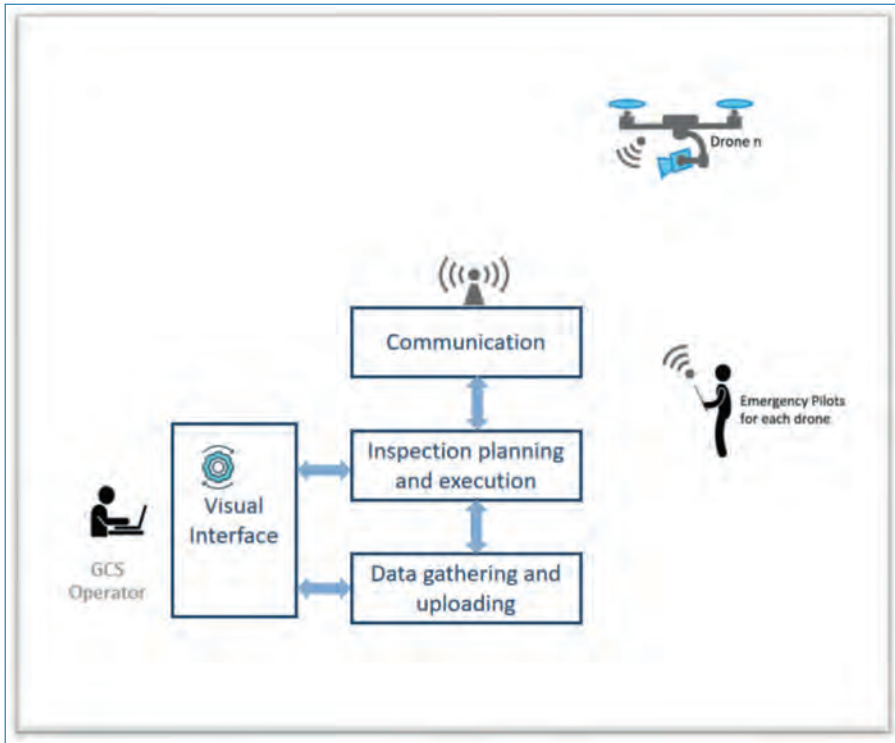 Drone n
Communication
Emergency Pilots
for each drone
Inspection planning
and execution
Visual
Interface
GCS
Operator
Data gathering and
uploading